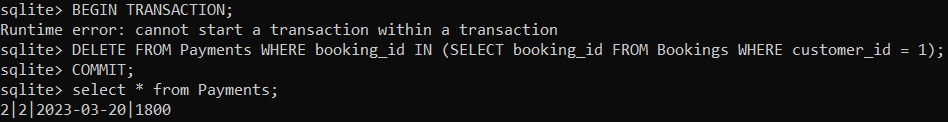 sqlite> BEGIN TRANSACTION;
Runtime error: cannot start a transaction within a transaction
sqlite> DELETE FROM Payments WHERE booking_id IN (SELECT booking_id FROM Bookings WHERE customer_id = 1);
sqlite> COMMIT;
sqlite> select * from Payments;
2|2|2023-03-20|1800